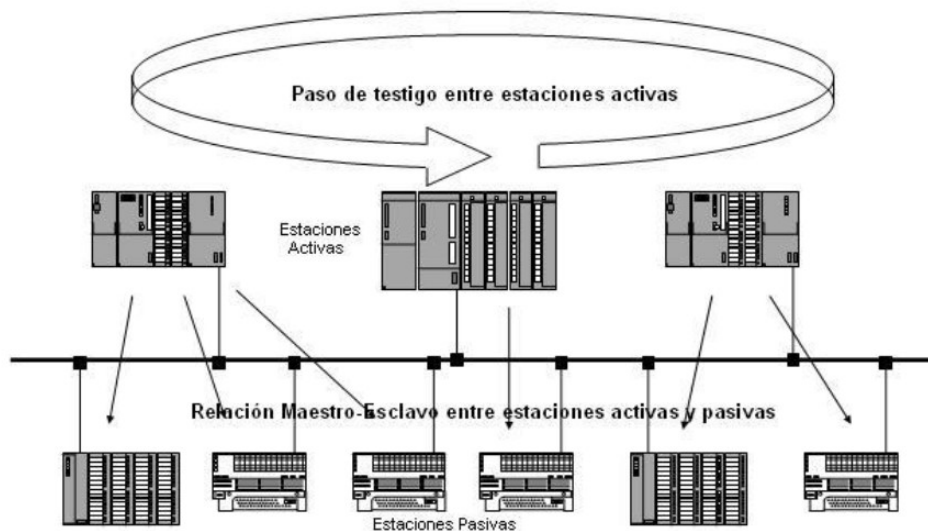 Paso de testigo entre estaciones activas
Estaciones
Activas
Relación Maestro-Esclavo entre estaciones activas y pasivas
Estaciones Pasivas